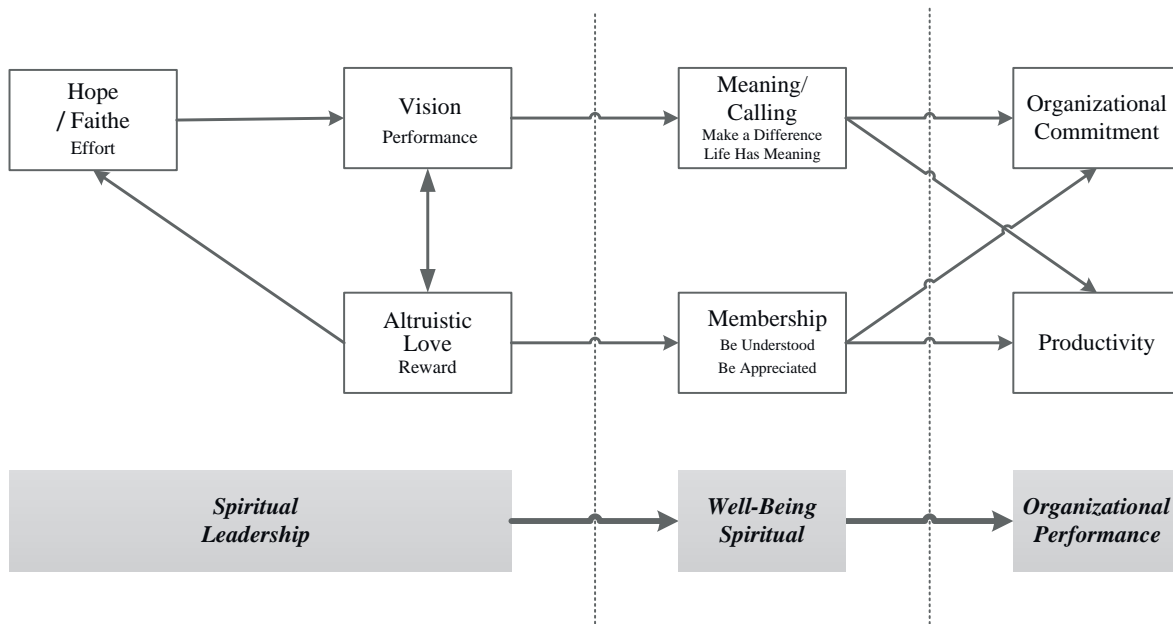 Hope
/ Faithe
Effort
Vision
Performance
Meaning/
Calling
Make a Difference
Life Has Meaning
Organizational
Commitment
Altruistic
Love
Reward
Membership
Be Understood
Be Appreciated
Productivity
Spiritual
Leadership
Well-Being
Spiritual
Organizational
Performance